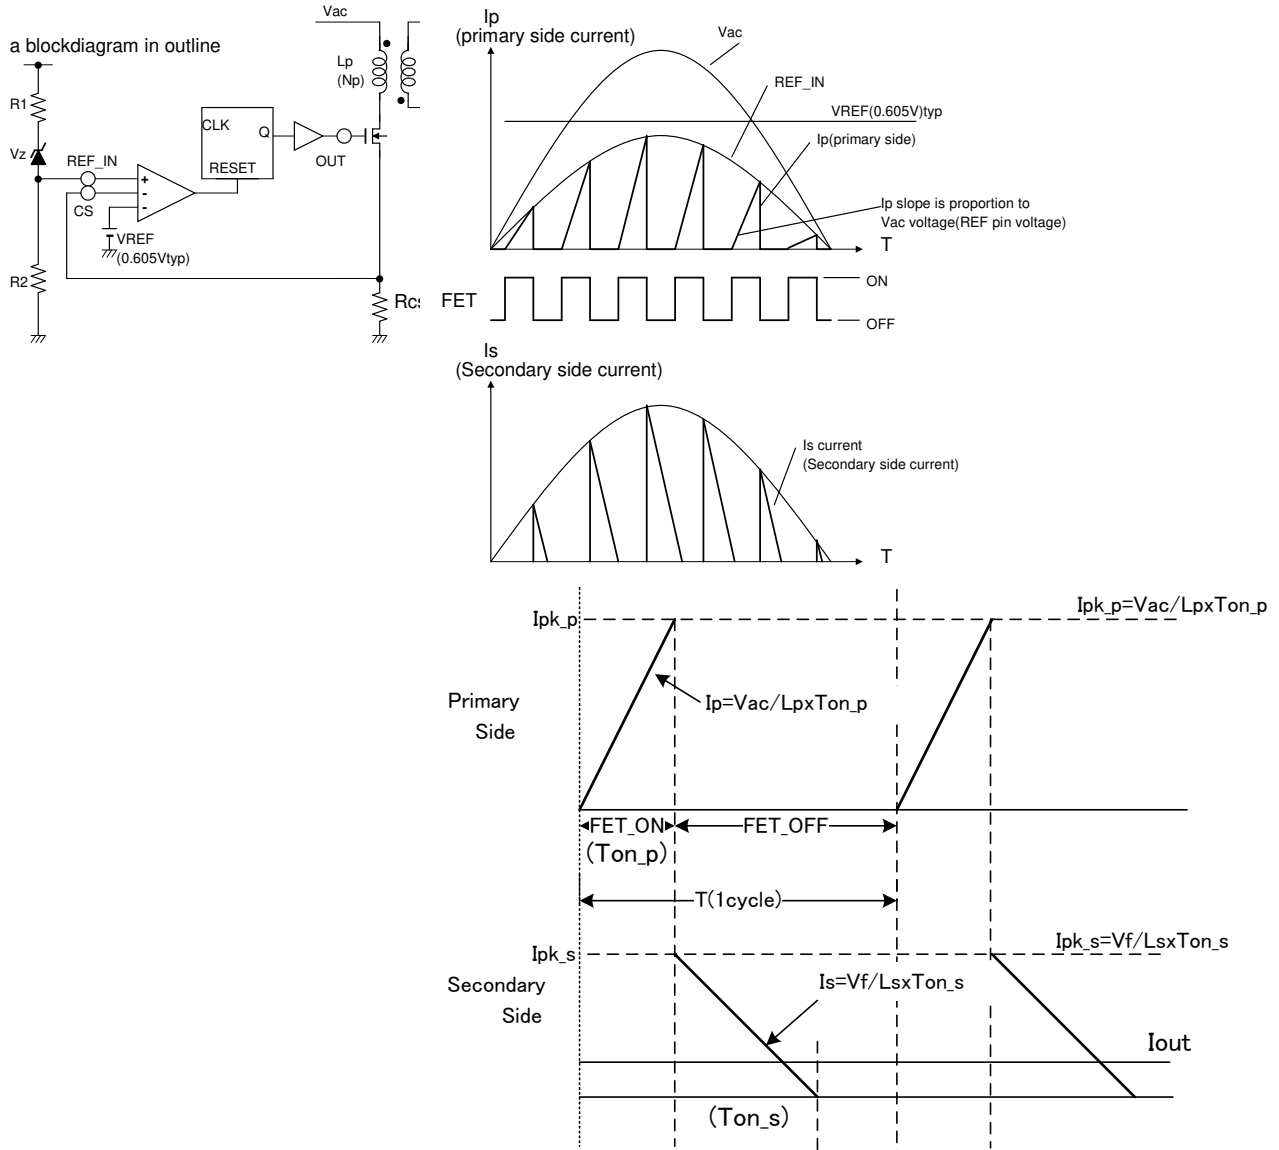 a blockdiagram in outline
Vac
Lp
(Np)
R1
Vz
REF_IN
CS
+
-
-
VREF
(0.605Vtyp)
R2
CLK
Q
RESET
OUT
Rcs
Ip
(primary side current)
Vac
REF_IN
VREF(0.605V)typ
Ip(primary side)
Ip slope is proportion to
Vac voltage(REF pin voltage)
T
FET
ON
OFF
Is
(Secondary side current)
Is current
(Secondary side current)
T
Ipk_p
Ipk_p=Vac/LpxTon_p
Primary
Side
Ip=Vac/LpxTon_p
FET_ON
FET_OFF
(Ton_p)
T(1cycle)
Ipk_s
Ipk_s=Vf/LsxTon_s
Secondary
Side
Is=Vf/LsxTon_s
Iout
(Ton_s)